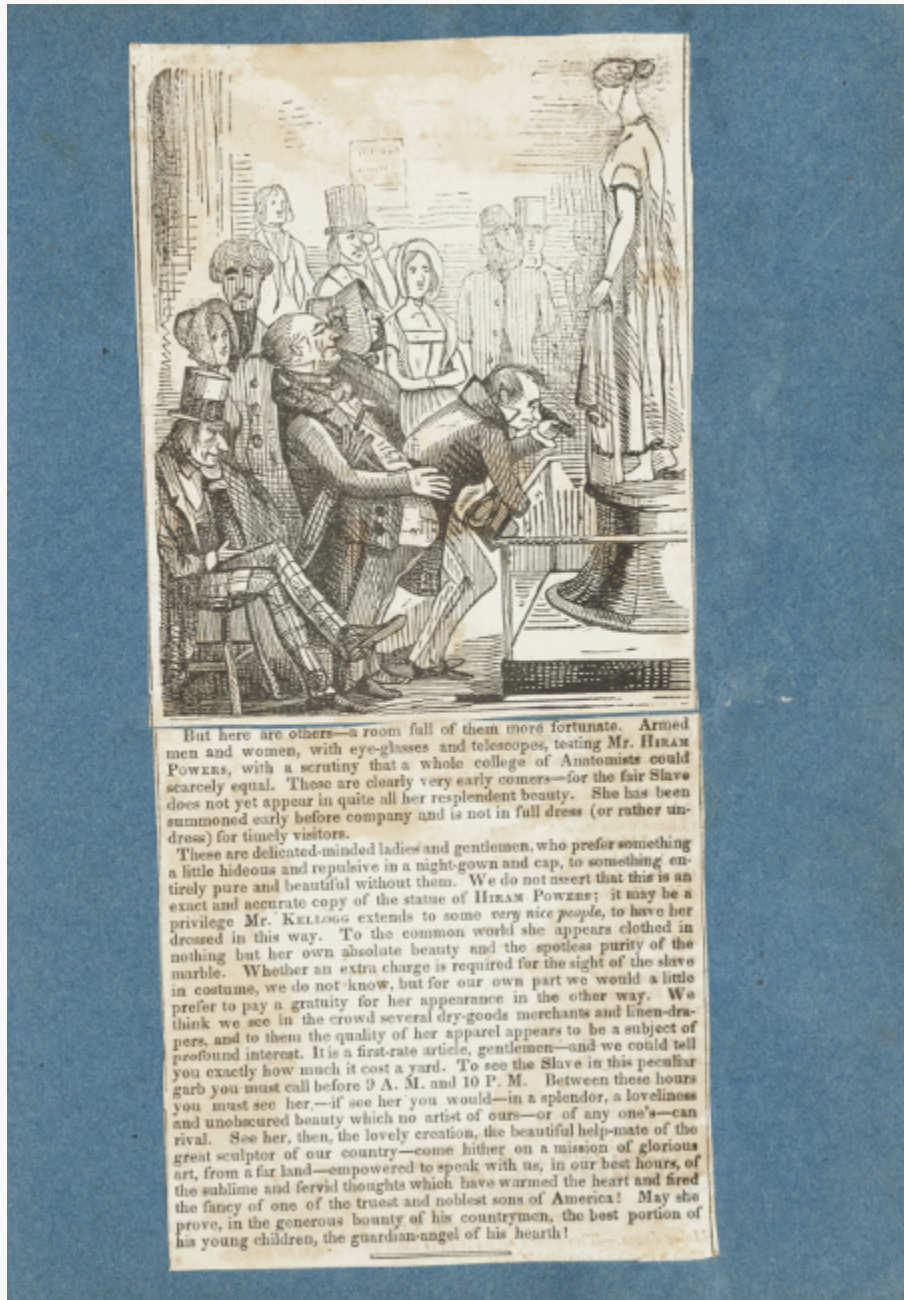 But here are others—a room full of them more fortunate. Armed
men and women, with eye-glasses and telescopes, testing Mr. HIRAM
POWERS, with a scrutiny that a whole college of Anatomists could
scarcely equal. These are clearly very early comers—for the fair Slave
does not yet appear in quite all her resplendent beauty. She has been
summoned early before company and is not in full dress (or rather un-
dress) for timely visitors.
These are delicated-minded ladies and gentlemen, who prefer something
a little hideous and repulsive in a night-gown and cap, to something en-
tirely pure and beautiful without them. We do not assert that this is an
exact and accurate copy of the statue of HIRAM POWERS; it may be a
privilege Mr. KELLOGG extends to some very nice people, to have her
dressed in this way. To the common world she appears clothed in
nothing but her own absolute beauty and the spotless purity of the
marble. Whether an extra charge is required for the sight of the slave
in costume, we do not know, but for our own part we would a little
prefer to pay a gratuity for her appearance in the other way. We
think we see in the crowd several dry-goods merchants and linen-dra-
pers, and to them the quality of her apparel appears to be a subject of
profound interest. It is a first-rate article, gentlemen—and we could tell
you exactly how much it cost a yard. To see the Slave in this peculiar
garb you must call before 9 A. M. and 10 P. M. Between these hours
you must see her,—if see her you would—in a splendor, a loveliness
and unobscured beauty which no artist of ours—or of any one's—can
rival. See her, then, the lovely creation, the beautiful help-mate of the
great sculptor of our country—come hither on a mission of glorious
art, from a far land—empowered to speak with us, in our best hours, of
the sublime and fervid thoughts which have warmed the heart and fired
the fancy of one of the truest and noblest sons of America! May she
prove, in the generous bounty of his countrymen, the best portion of
his young children, the guardian-angel of his hearth!